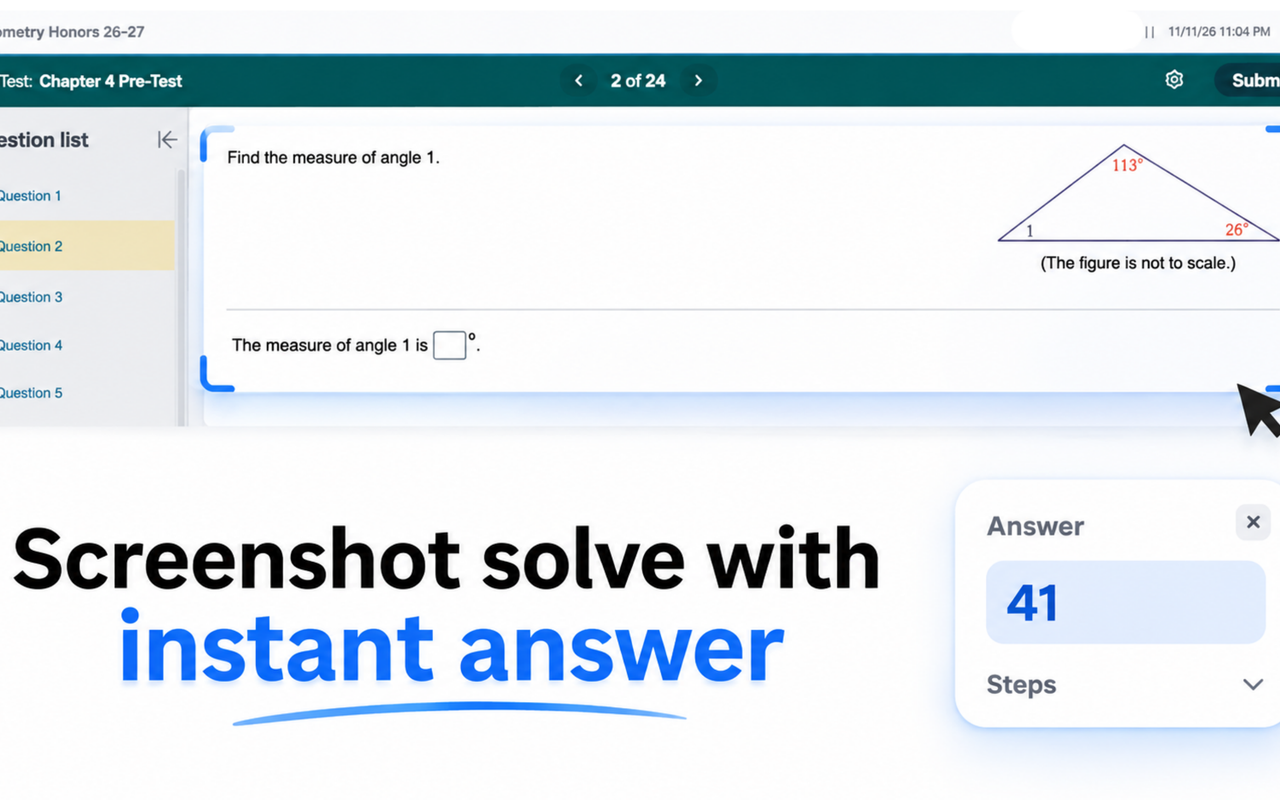 ometry Honors 26-27
11/11/26 11:04 PM
Test: Chapter 4 Pre-Test
2 of 24
Subm
estion list
Question 1
Question 2
Question 3
Question 4
Question 5
Find the measure of angle 1.
113°
1
26°
(The figure is not to scale.)
The measure of angle 1 is °.
Screenshot solve with
instant answer
Answer
41
Steps